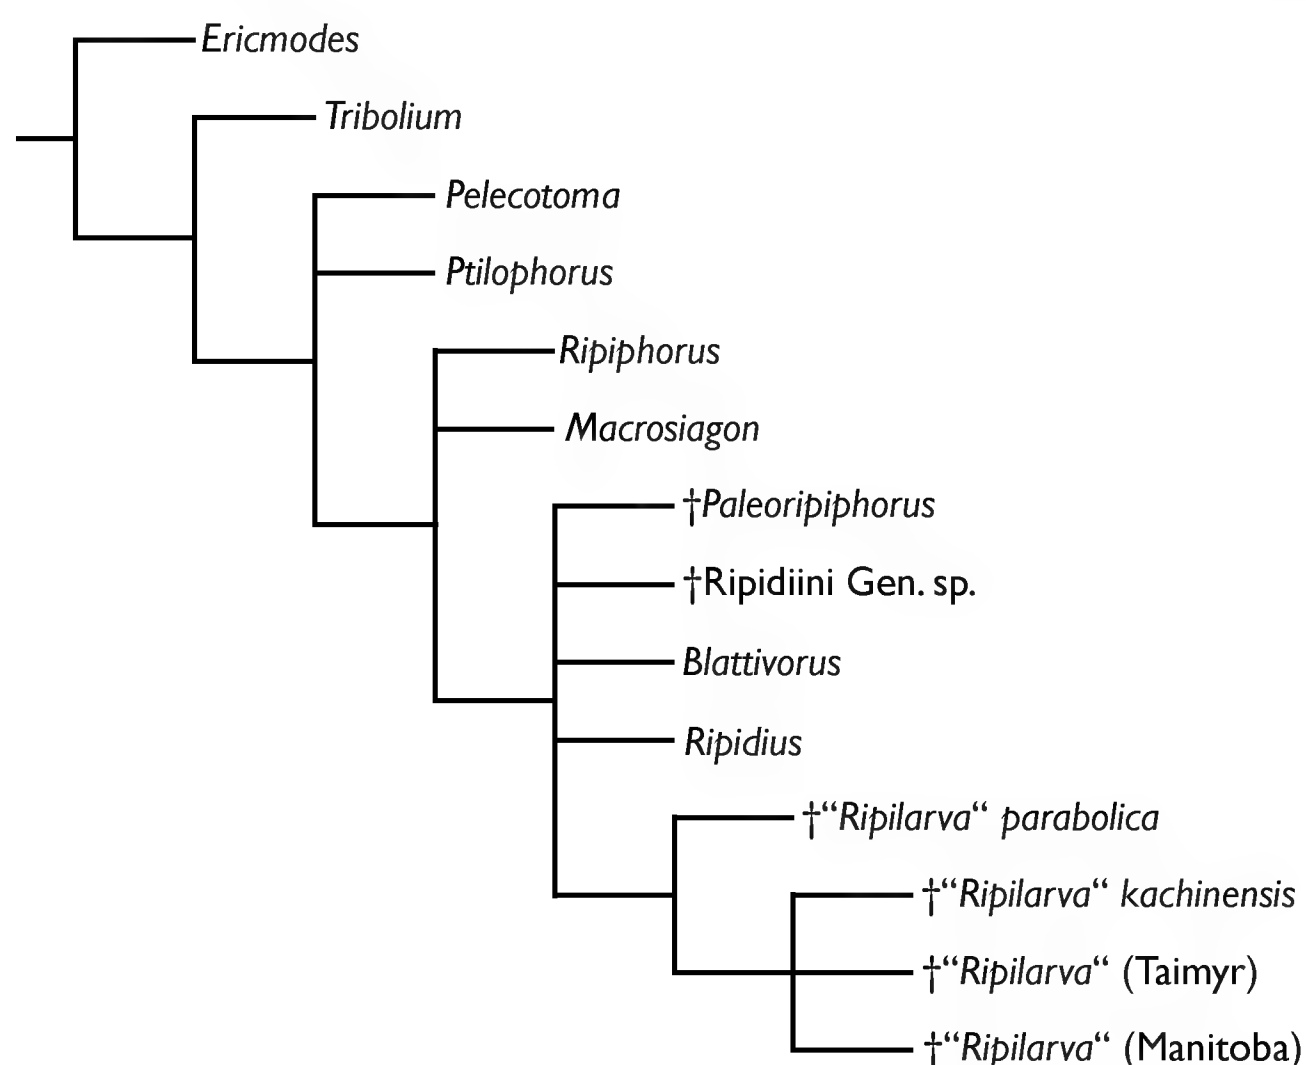 Ericmodes
Tribolium
Pelecotoma
Ptilophorus
Ripiphorus
Macrosiagon
†Paleoripiphorus
†Ripidiini Gen. sp.
Blattivorus
Ripidius
†“Ripilarva“ parabolica
†“Ripilarva“ kachinensis
†“Ripilarva“ (Taimyr)
†“Ripilarva“ (Manitoba)